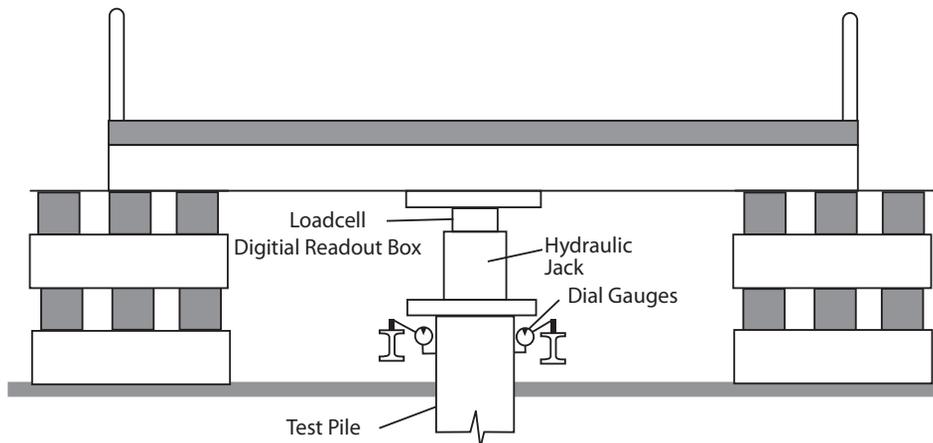 Loadcell
Digitial Readout Box
Hydraulic
Jack
Dial Gauges
Test Pile